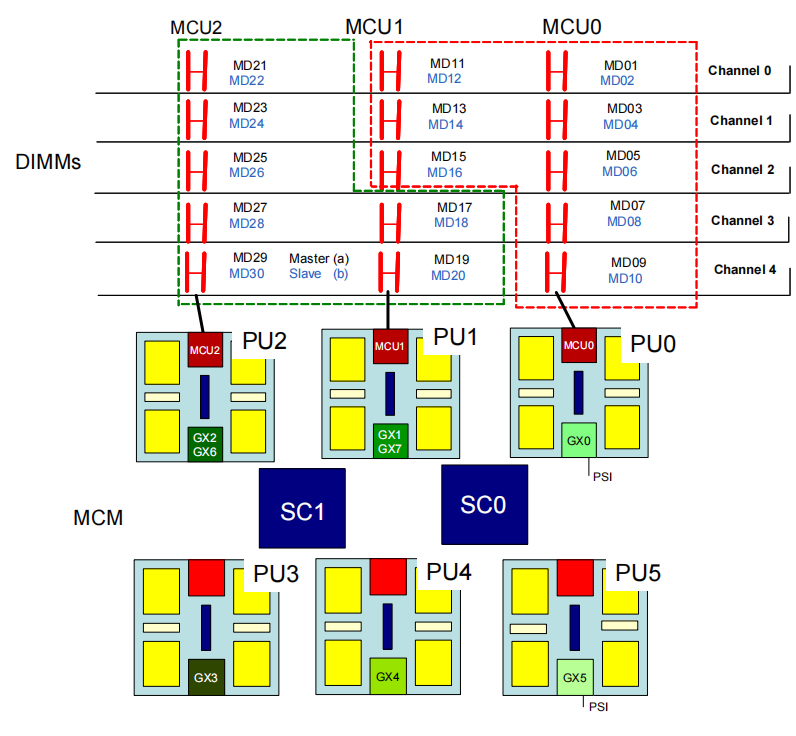 MCU2 MCU1 MCU0
MD21 MD11 MD01 Channel 0
MD22 MD12 MD02
MD23 MD13 MD03 Channel 1
MD24 MD14 MD04
DIMMs
MD25 MD15 MD05 Channel 2
MD26 MD16 MD06
MD27 MD17 MD07 Channel 3
MD28 MD18 MD08
MD29 Master (a) MD19 MD09 Channel 4
MD30 Slave (b) MD20 MD10
MCU2 PU2 MCU1 PU1 MCU0 PU0
GX2 GX1 GX0
GX6 GX7
PSI
MCM SC1 SC0
PU3 PU4 PU5
GX3 GX4 GX5
PSI